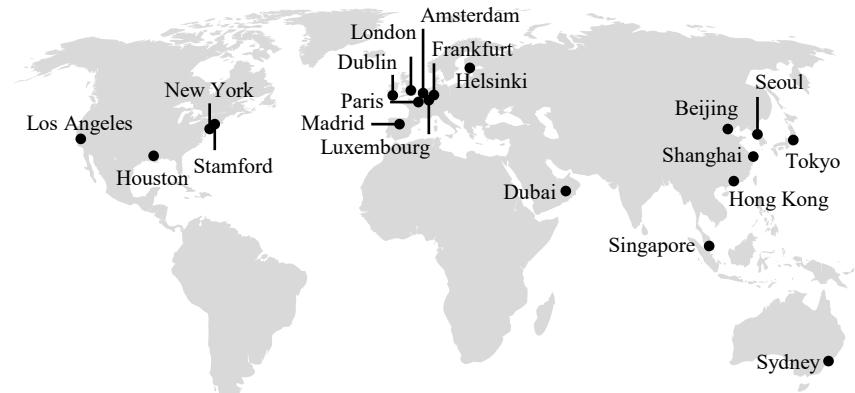 Amsterdam
London
Frankfurt
Dublin
Helsinki
New York
Seoul
Paris
Beijing
Los Angeles
Madrid
Luxembourg
Shanghai
Tokyo
Stamford
Houston
Dubai
Hong Kong
Singapore
Sydney